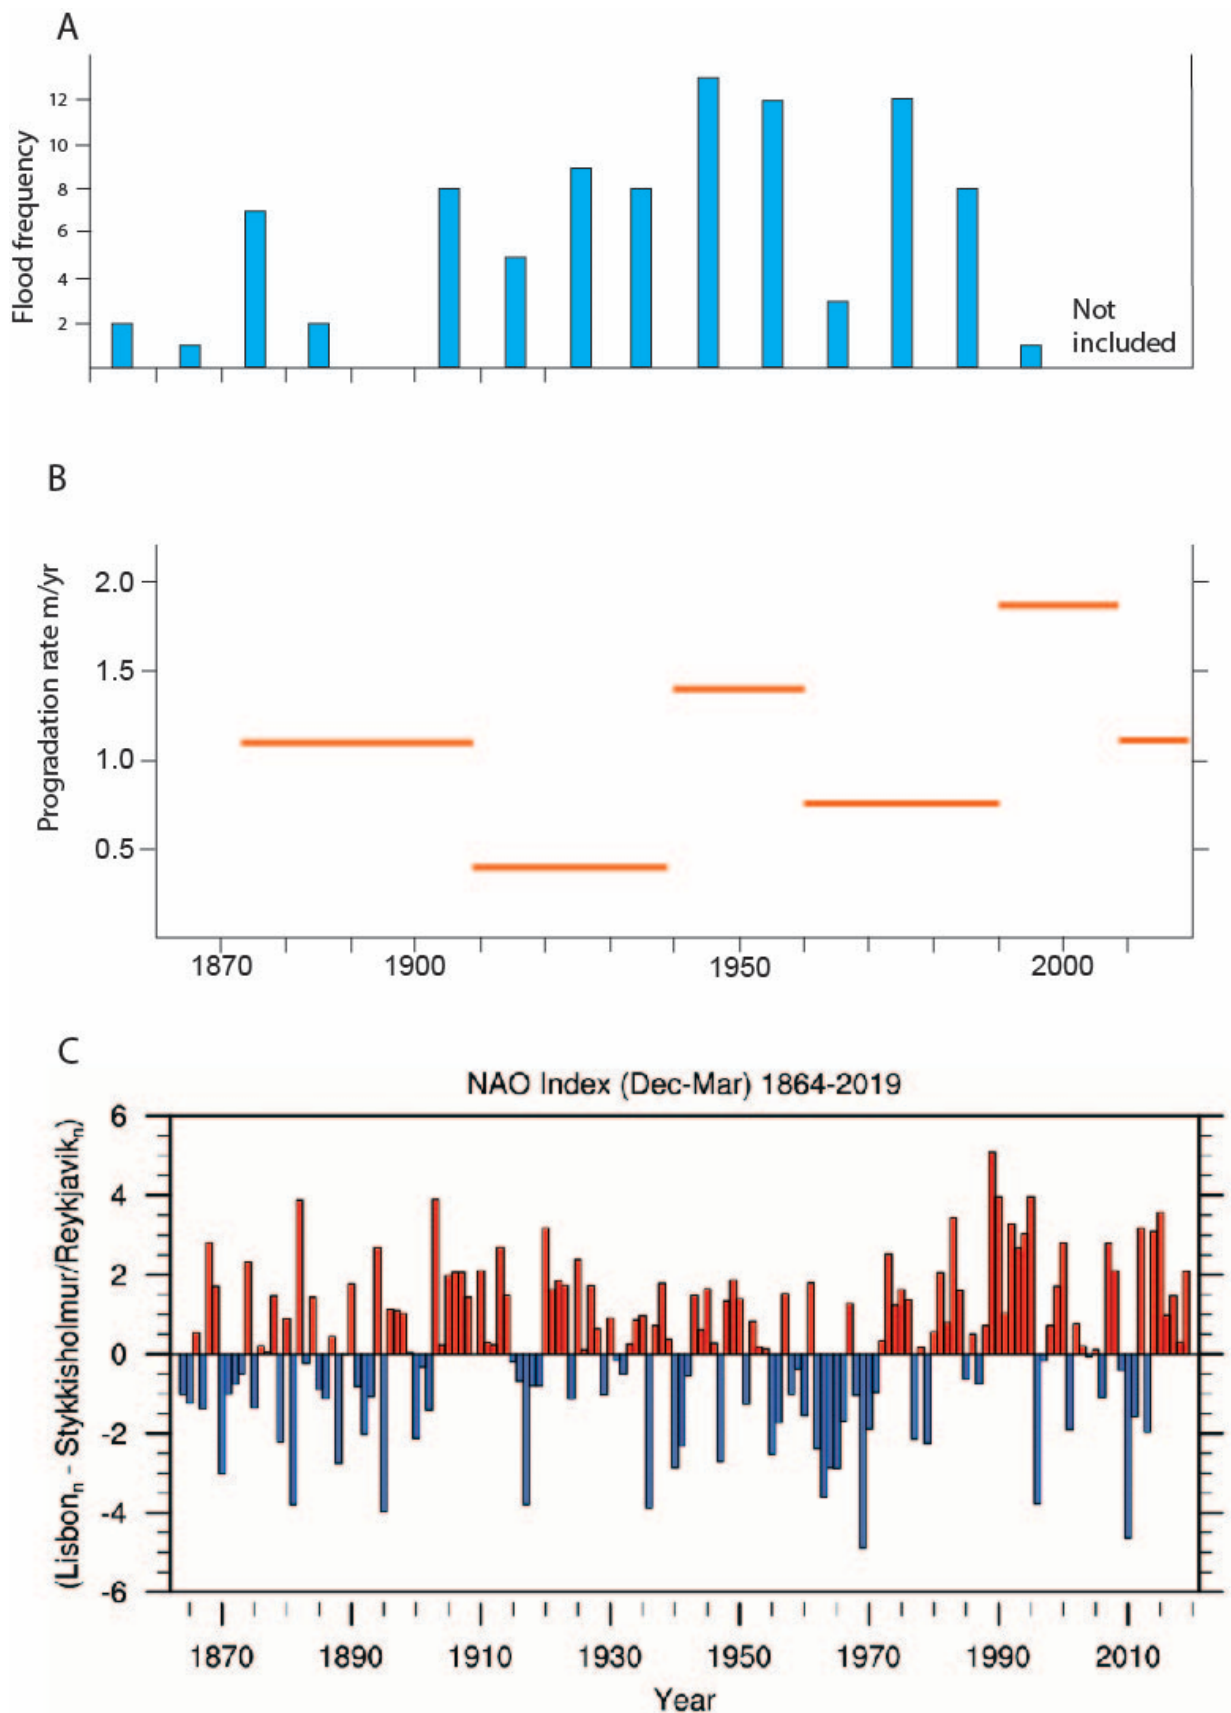 A
Flood frequency
12
10
8
6
4
2
Not
included
B
Progradation rate m/yr
2.0
1.5
1.0
0.5
1870 1900 1950 2000
C
NAO Index (Dec-Mar) 1864-2019
(Lisbonₙ - Stykkisholmur/Reykjavikₙ)
6
4
2
0
-2
-4
-6
1870 1890 1910 1930 1950 1970 1990 2010
Year